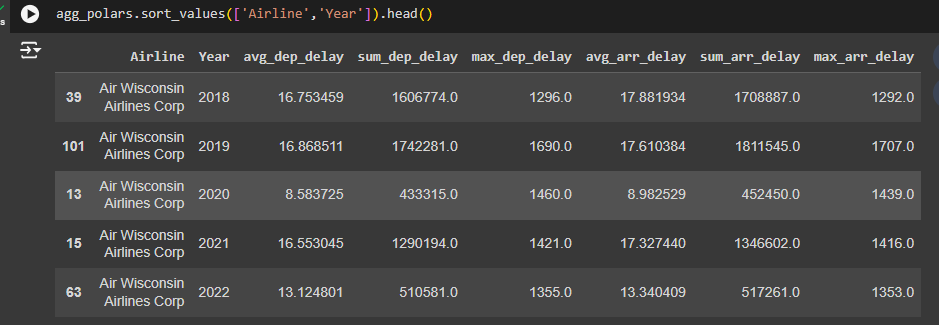 agg_polars.sort_values(['Airline','Year']).head()
Airline Year avg_dep_delay sum_dep_delay max_dep_delay avg_arr_delay sum_arr_delay max_arr_delay
39 Air Wisconsin Airlines Corp 2018 16.753459 1606774.0 1296.0 17.881934 1708887.0 1292.0
101 Air Wisconsin Airlines Corp 2019 16.868511 1742281.0 1690.0 17.610384 1811545.0 1707.0
13 Air Wisconsin Airlines Corp 2020 8.583725 433315.0 1460.0 8.982529 452450.0 1439.0
15 Air Wisconsin Airlines Corp 2021 16.553045 1290194.0 1421.0 17.327440 1346602.0 1416.0
63 Air Wisconsin Airlines Corp 2022 13.124801 510581.0 1355.0 13.340409 517261.0 1353.0